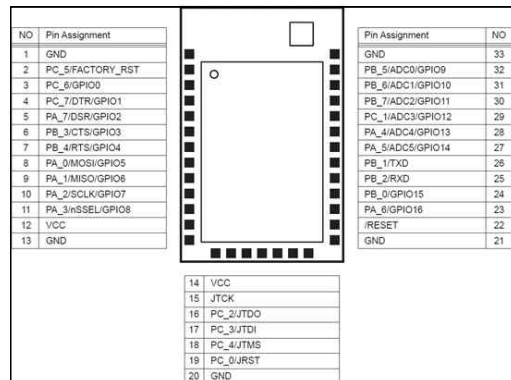 NO Pin Assignment
1 GND
2 PC_5/FACTORY_RST
3 PC_6/GPIO0
4 PC_7/DTR/GPIO1
5 PA_7/DSR/GPIO2
6 PB_3/CTS/GPIO3
7 PB_4/RTS/GPIO4
8 PA_0/MOSI/GPIO5
9 PA_1/MISO/GPIO6
10 PA_2/SCLK/GPIO7
11 PA_3/nSSEL/GPIO8
12 VCC
13 GND
Pin Assignment NO
GND 33
PB_5/ADC0/GPIO9 32
PB_6/ADC1/GPIO10 31
PB_7/ADC2/GPIO11 30
PC_1/ADC3/GPIO12 29
PA_4/ADC4/GPIO13 28
PA_5/ADC5/GPIO14 27
PB_1/TXD 26
PB_2/RXD 25
PB_0/GPIO15 24
PA_6/GPIO16 23
/RESET 22
GND 21
14 VCC
15 JTCK
16 PC_2/JTDO
17 PC_3/JTDI
18 PC_4/JTMS
19 PC_0/JRST
20 GND